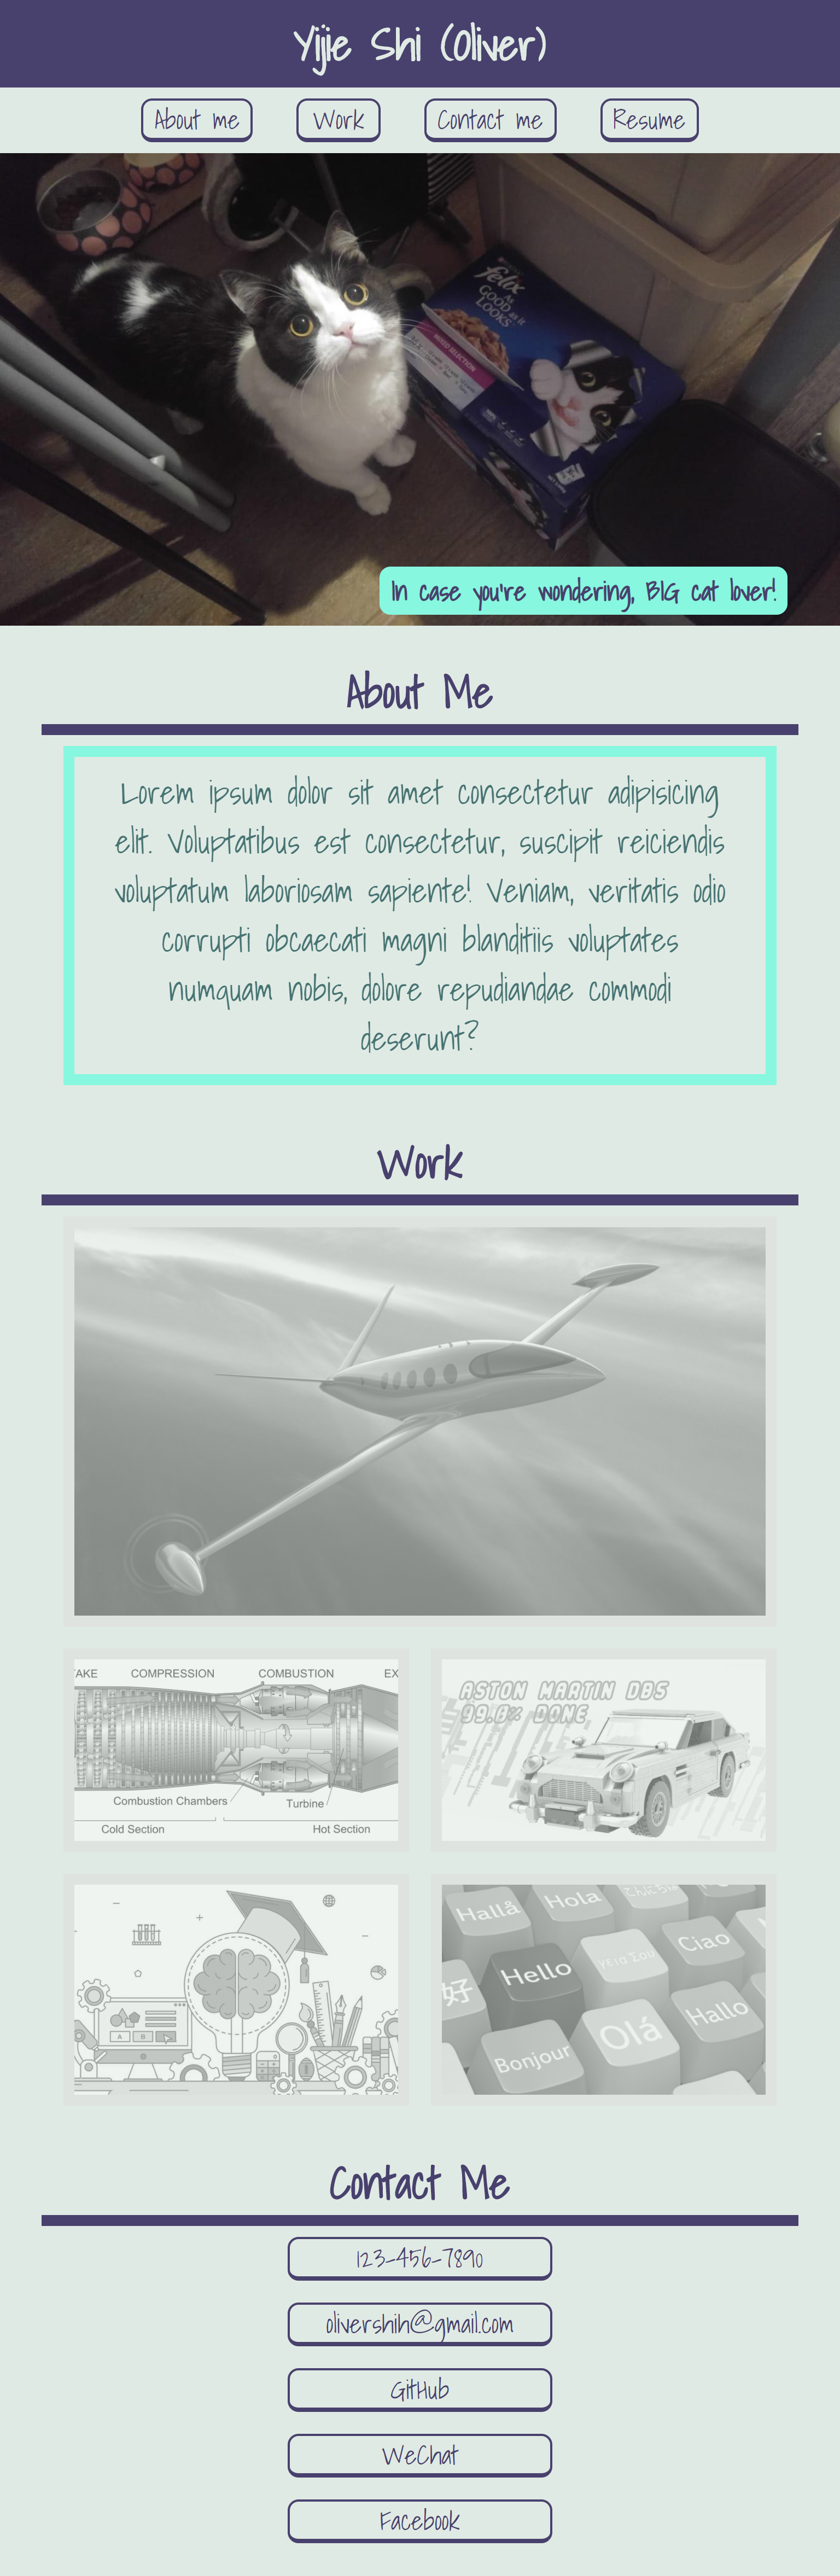 Yijie Shi (Oliver)
About me
Work
Contact me
Resume
felix
AS
GOOD as it
LOOKS
MIXED SELECTION
In case you're wondering, BIG cat lover!
About Me
Lorem ipsum dolor sit amet consectetur adipisicing
elit. Voluptatibus est consectetur, suscipit reiciendis
voluptatum laboriosam sapiente! Veniam, veritatis odio
corrupti obcaecati magni blanditiis voluptates
numquam nobis, dolore repudiandae commodi
deserunt?
Work
TAKE COMPRESSION COMBUSTION EX
Combustion Chambers
Turbine
Cold Section Hot Section
ASTON MARTIN DB5
99.0% DONE
A B
Hallå Hola
好 Hello γεια σου Ciao
Bonjour Olá Hallo
Contact Me
123-456-7890
olivershih@gmail.com
GitHub
WeChat
Facebook